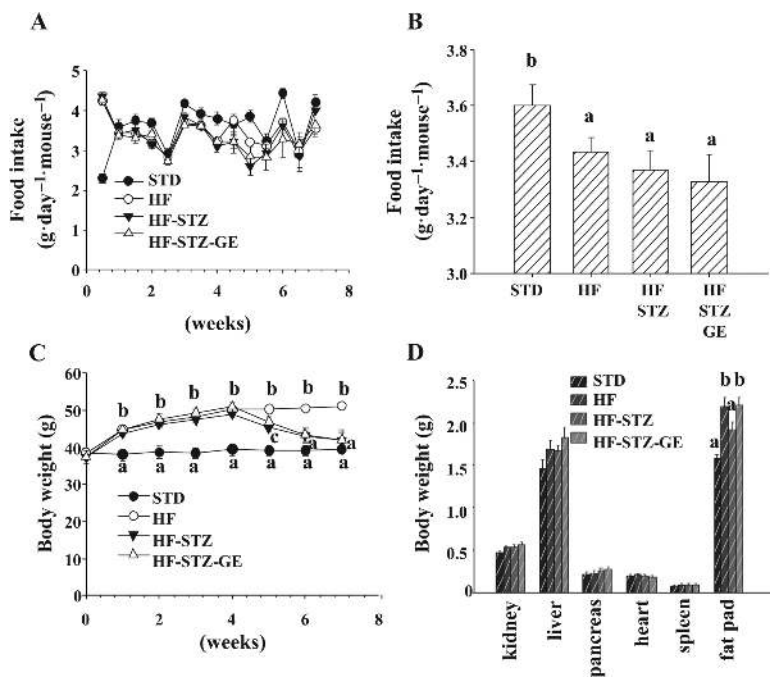 A
Food intake
(g·day⁻¹·mouse⁻¹)
5
4
3
2
1
0
STD
HF
HF-STZ
HF-STZ-GE
0 2 4 6 8
(weeks)
B
Food intake
(g·day⁻¹·mouse⁻¹)
3.8
3.6
3.4
3.2
3.0
b
a
a
a
STD HF HF HF
STZ STZ
GE
C
Body weight (g)
60
50
40
30
20
10
0
b b b b b b b
c a a
a a a a a a a
STD
HF
HF-STZ
HF-STZ-GE
0 2 4 6 8
(weeks)
D
Body weight (g)
2.5
2.0
1.5
1.0
0.5
0
STD
HF
HF-STZ
HF-STZ-GE
b b
a
a
kidney
liver
pancreas
heart
spleen
fat pad